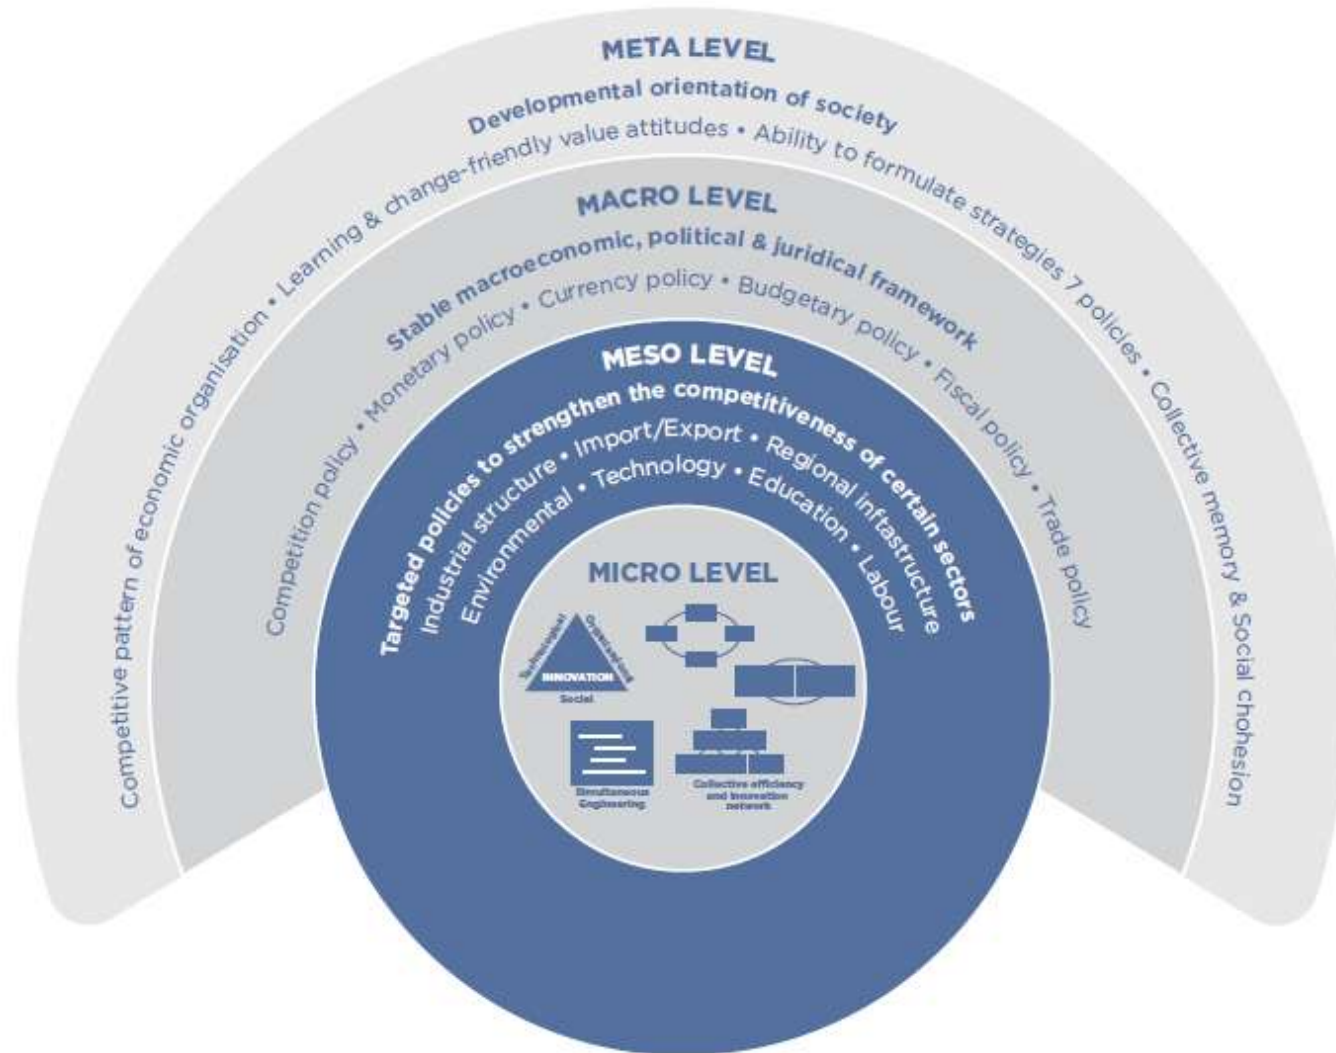 META LEVEL
Developmental orientation of society
Competitive pattern of economic organisation • Learning & change-friendly value attitudes • Ability to formulate strategies 7 policies • Collective memory & Social chohesion
MACRO LEVEL
Stable macroeconomic, political & juridical framework
Competition policy • Monetary policy • Currency policy • Budgetary policy • Fiscal policy • Trade policy
MESO LEVEL
Targeted policies to strengthen the competitiveness of certain sectors
Industrial structure • Import/Export • Regional inftastructure
Environmental • Technology • Education • Labour
MICRO LEVEL
Technological
Organizational
INNOVATION
Social
Simultaneous
Engineering
Collective efficiency
and innovation
network